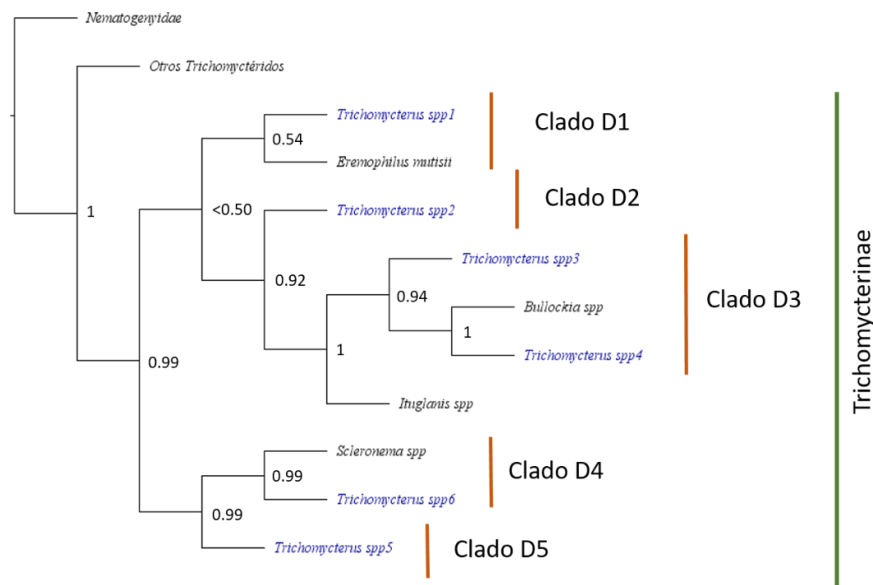 Nematogenyidae
Otros Trichomyctéridos
Trichomycterus spp1
Clado D1
0.54
Eremophilus mutisii
Clado D2
<0.50
Trichomycterus spp2
1
Trichomycterus spp3
0.92
0.94
Clado D3
Bullockia spp
1
1
Trichomycterus spp4
0.99
Ituglanis spp
Scleronema spp
0.99
Clado D4
Trichomycterus spp6
0.99
Trichomycterus spp5
Clado D5
Trichomycterinae